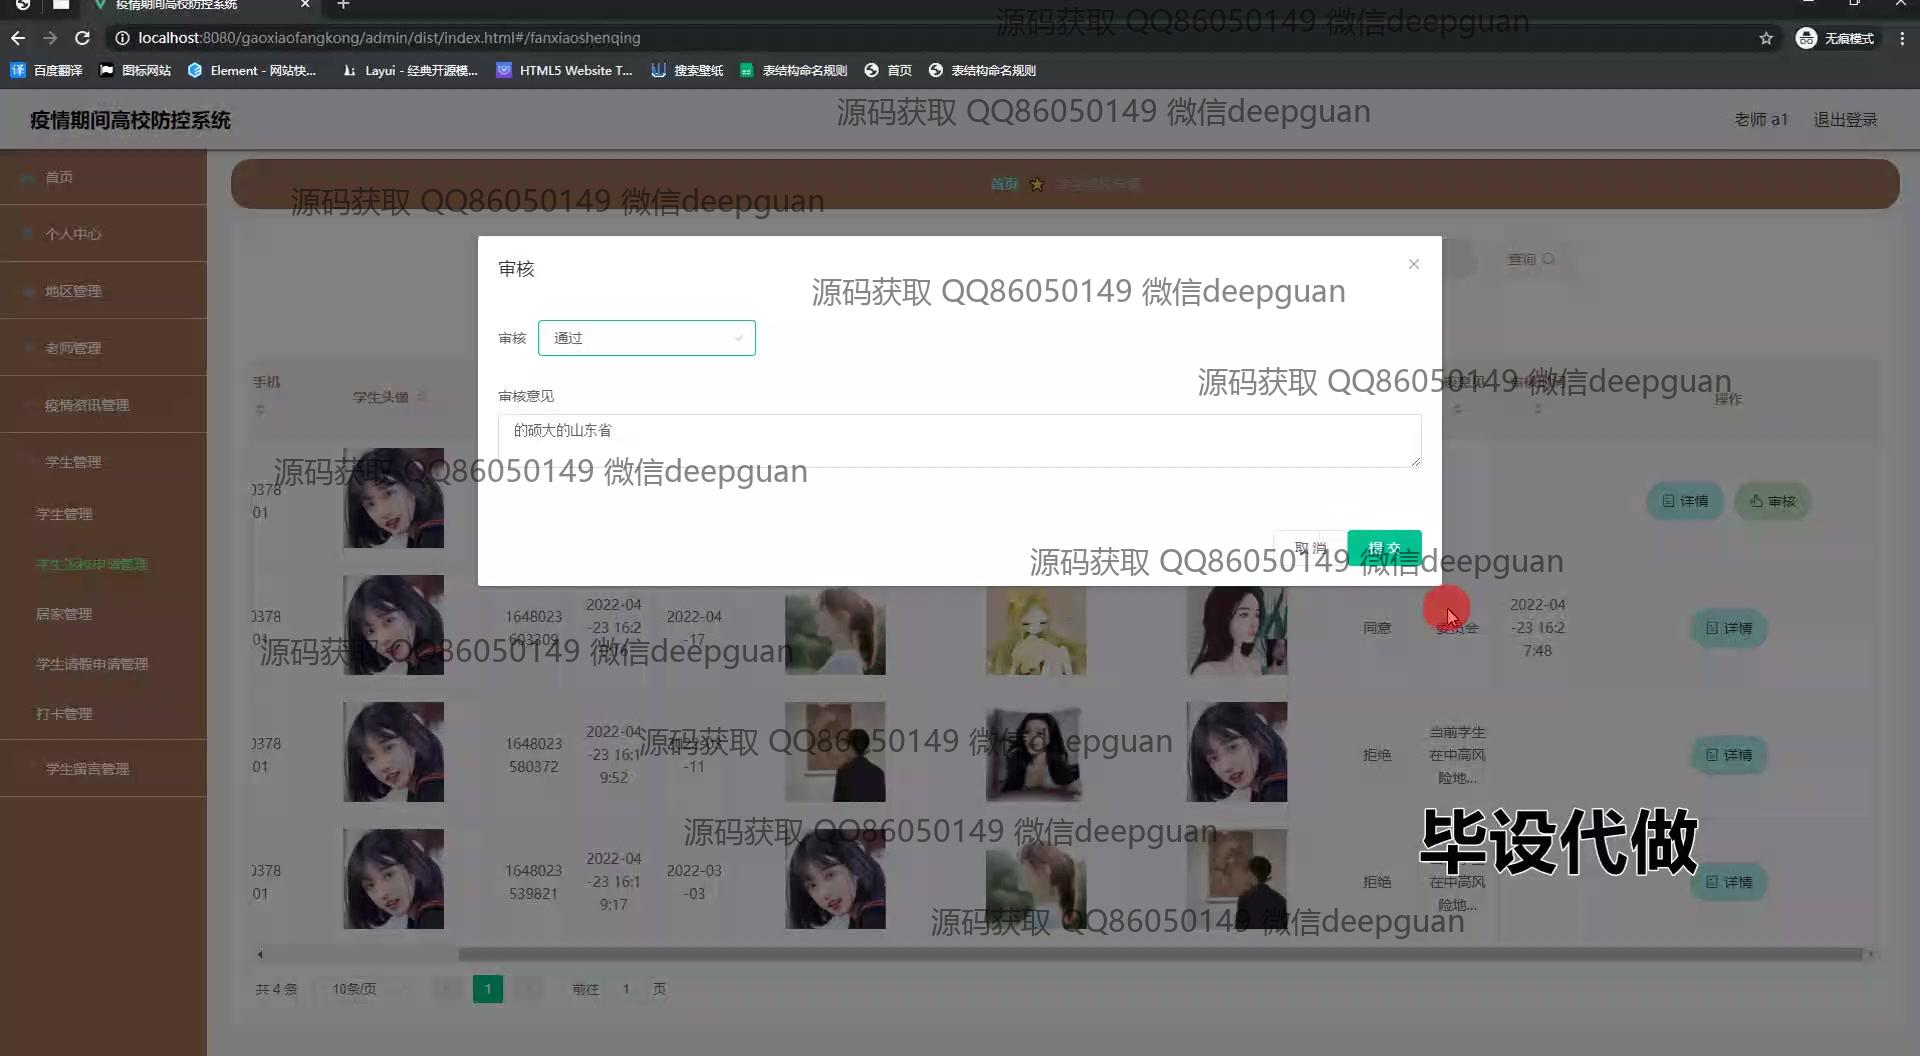 疫情期间高校防控系统
localhost:8080/gaoxiaofangkong/admin/dist/index.html#/fanxiaoshenqing
无痕模式
百度翻译
图标网站
Element - 网站快...
Layui - 经典开源模...
HTML5 Website T...
搜索壁纸
表结构命名规则
首页
表结构命名规则
源码获取 QQ86050149 微信deepguan
疫情期间高校防控系统
源码获取 QQ86050149 微信deepguan
老师 a1
退出登录
首页
个人中心
地区管理
老师管理
疫情资讯管理
学生管理
学生管理
学生返校申请管理
居家管理
学生请假申请管理
打卡管理
学生留言管理
首页
源码获取 QQ86050149 微信deepguan
查询
审核
源码获取 QQ86050149 微信deepguan
审核
通过
审核意见
的硕大的山东省
取 消
提 交
源码获取 QQ86050149 微信deepguan
手机
学生头像
操作
源码获取 QQ86050149 微信deepguan
0378
01
详情
审核
源码获取 QQ86050149 微信deepguan
0378
01
1648023
603309
2022-04
-23 16:2
2022-04
-17
同意
2022-04
-23 16:2
7:48
详情
源码获取 QQ86050149 微信deepguan
0378
01
1648023
580372
2022-04
-23 16:1
9:52
-11
拒绝
当前学生
在中高风
险地...
详情
源码获取 QQ86050149 微信deepguan
0378
01
1648023
539821
2022-04
-23 16:1
9:17
2022-03
-03
拒绝
在中高风
险地...
详情
源码获取 QQ86050149 微信deepguan
毕设代做
源码获取 QQ86050149 微信deepguan
共 4 条
10条/页
1
前往
1
页